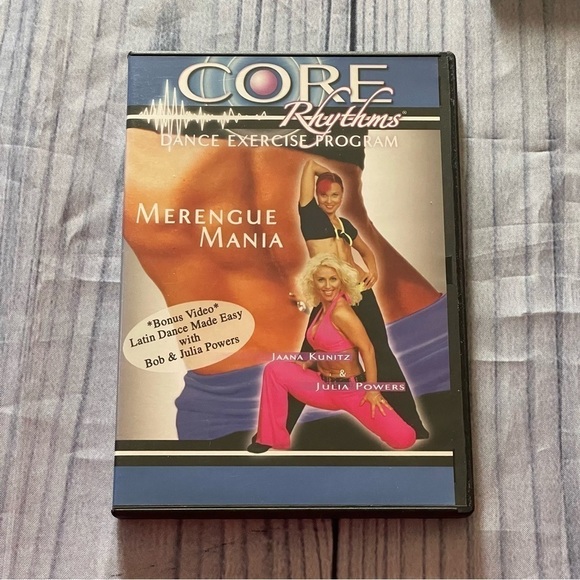 CORE
Rhythms®
DANCE EXERCISE PROGRAM
MERENGUE
MANIA
*Bonus Video*
Latin Dance Made Easy
with
Bob & Julia Powers
JAANA KUNITZ
&
JULIA POWERS